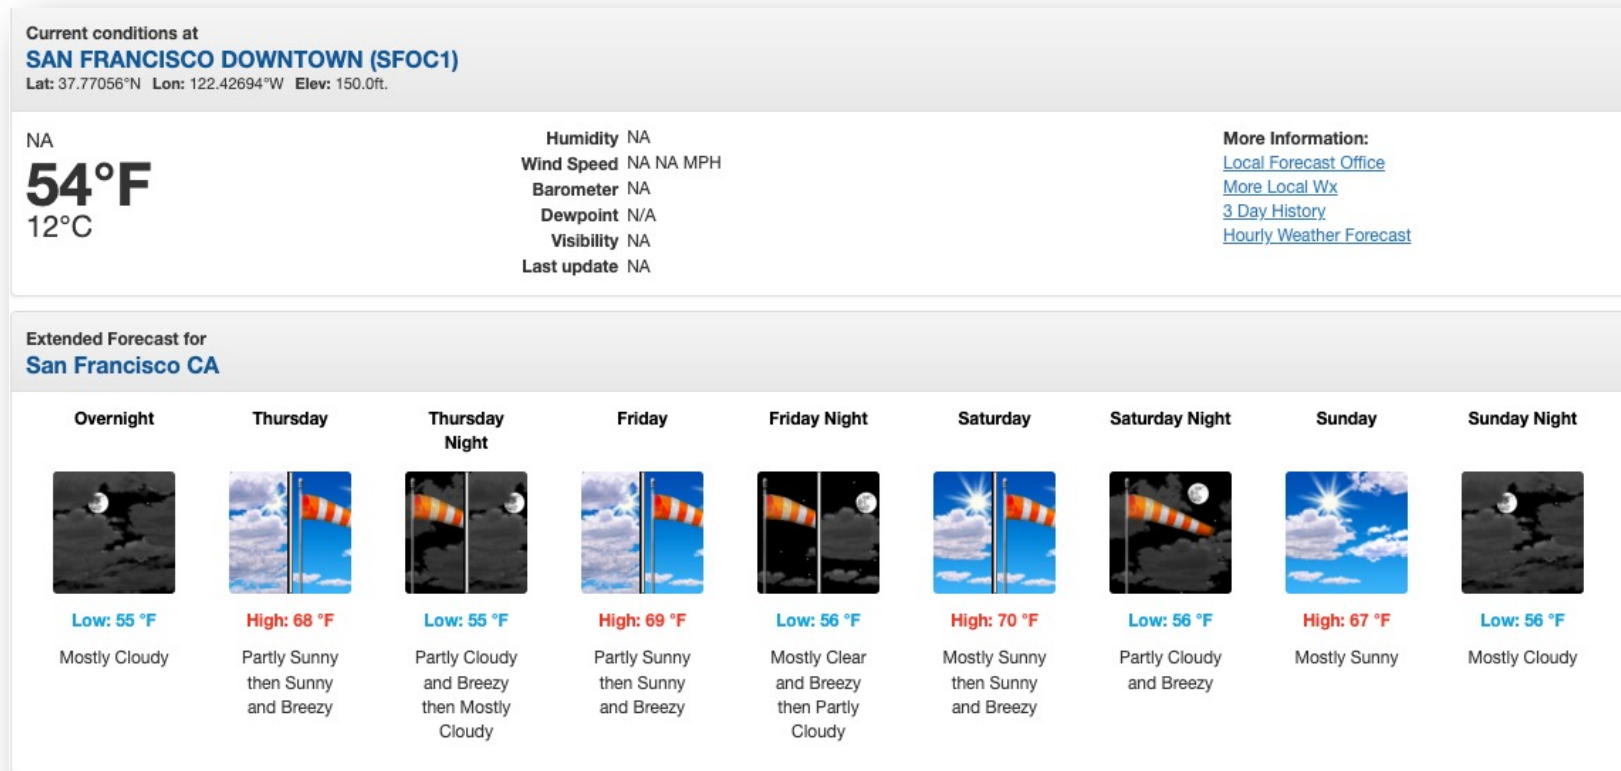 Current conditions at
SAN FRANCISCO DOWNTOWN (SFOC1)
Lat: 37.77056°N Lon: 122.42694°W Elev: 150.0ft.
NA
54°F
12°C
Humidity NA
Wind Speed NA NA MPH
Barometer NA
Dewpoint N/A
Visibility NA
Last update NA
More Information:
Local Forecast Office
More Local Wx
3 Day History
Hourly Weather Forecast
Extended Forecast for
San Francisco CA
Overnight
Low: 55 °F
Mostly Cloudy
Thursday
High: 68 °F
Partly Sunny
then Sunny
and Breezy
Thursday
Night
Low: 55 °F
Partly Cloudy
and Breezy
then Mostly
Cloudy
Friday
High: 69 °F
Partly Sunny
then Sunny
and Breezy
Friday Night
Low: 56 °F
Mostly Clear
and Breezy
then Partly
Cloudy
Saturday
High: 70 °F
Mostly Sunny
then Sunny
and Breezy
Saturday Night
Low: 56 °F
Partly Cloudy
and Breezy
Sunday
High: 67 °F
Mostly Sunny
Sunday Night
Low: 56 °F
Mostly Cloudy